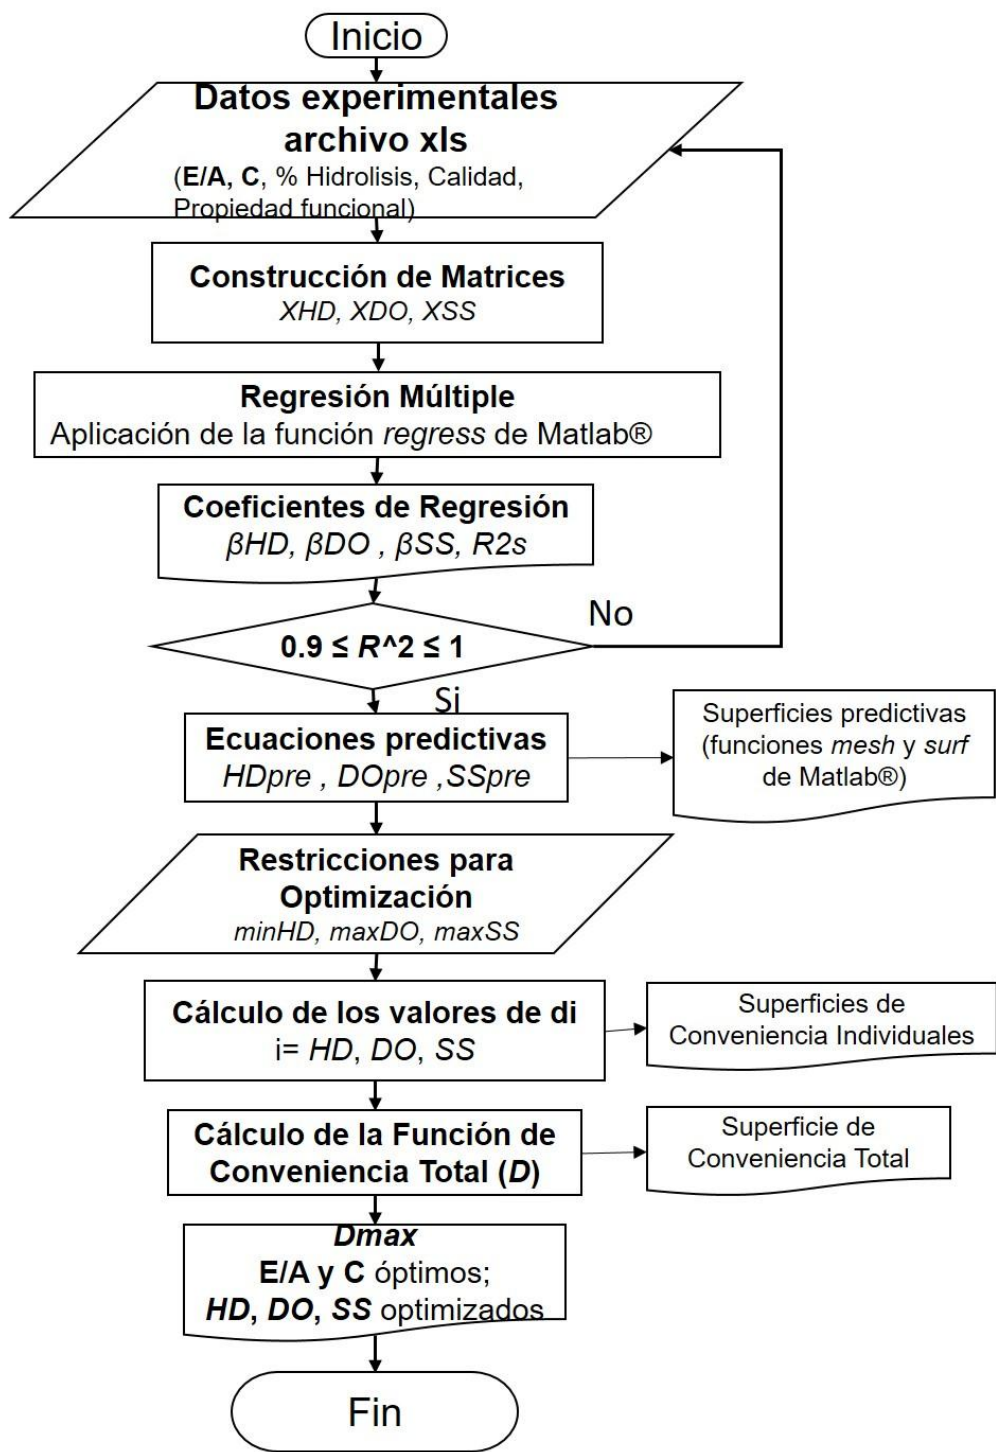 Inicio
Datos experimentales
archivo xls
(E/A, C, % Hidrolisis, Calidad,
Propiedad funcional)
Construcción de Matrices
XHD, XDO, XSS
Regresión Múltiple
Aplicación de la función regress de Matlab®
Coeficientes de Regresión
βHD, βDO , βSS, R2s
No
0.9 ≤ R^2 ≤ 1
Si
Ecuaciones predictivas
HDpre , DOpre ,SSpre
Superficies predictivas
(funciones mesh y surf
de Matlab®)
Restricciones para
Optimización
minHD, maxDO, maxSS
Cálculo de los valores de di
i= HD, DO, SS
Superficies de
Conveniencia Individuales
Cálculo de la Función de
Conveniencia Total (D)
Superficie de
Conveniencia Total
Dmax
E/A y C óptimos;
HD, DO, SS optimizados
Fin